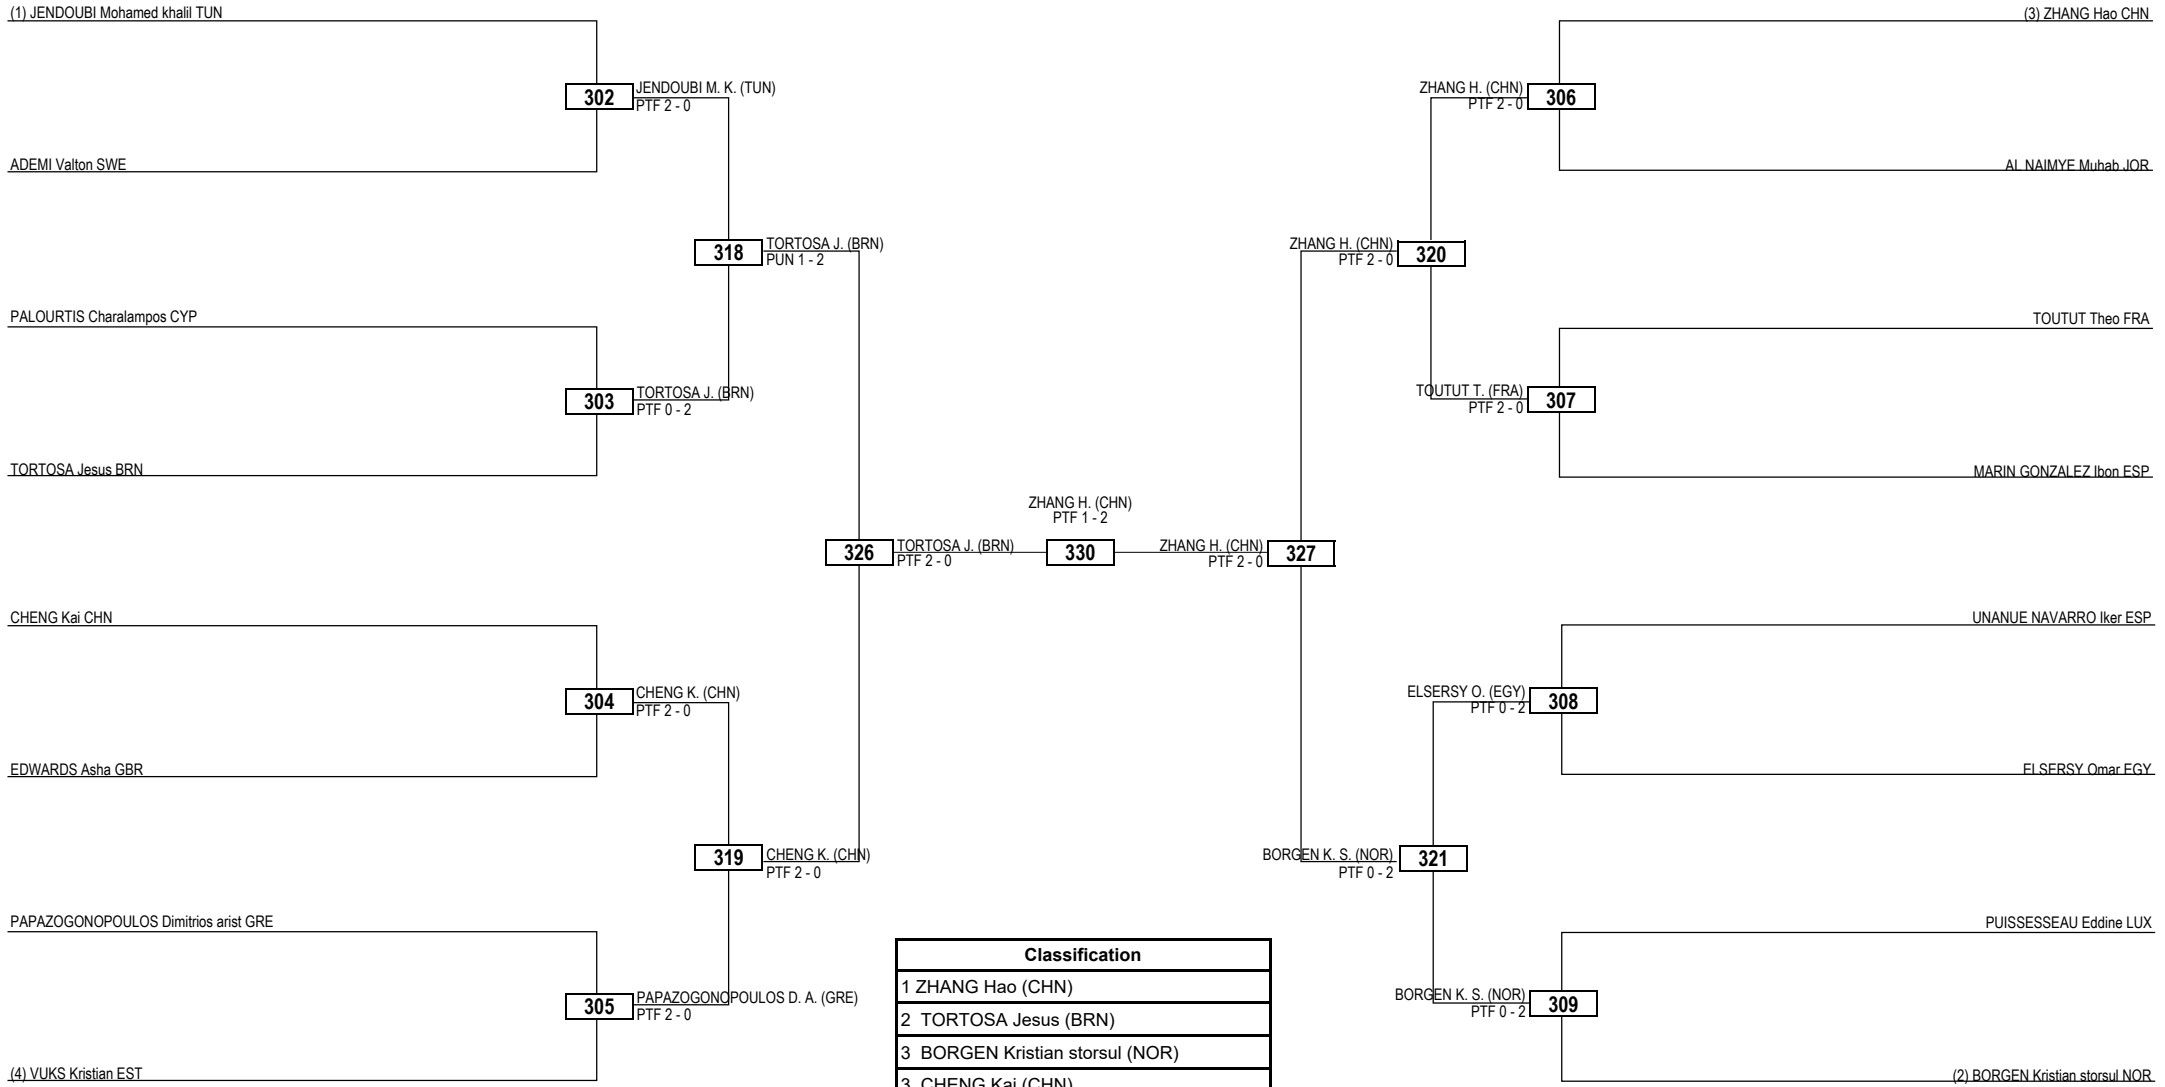 (1) JENDOUBI Mohamed khalil TUN
302
JENDOUBI M. K. (TUN)
PTF 2 - 0
ADEMI Valton SWE
318
TORTOSA J. (BRN)
PUN 1 - 2
PALOURTIS Charalampos CYP
303
TORTOSA J. (BRN)
PTF 0 - 2
TORTOSA Jesus BRN
326
TORTOSA J. (BRN)
PTF 2 - 0
CHENG Kai CHN
304
CHENG K. (CHN)
PTF 2 - 0
EDWARDS Asha GBR
319
CHENG K. (CHN)
PTF 2 - 0
PAPAZOGONOPOULOS Dimitrios arist GRE
305
PAPAZOGONOPOULOS D. A. (GRE)
PTF 2 - 0
(4) VUKS Kristian EST
ZHANG H. (CHN)
PTF 1 - 2
330
Classification
1 ZHANG Hao (CHN)
2 TORTOSA Jesus (BRN)
3 BORGEN Kristian storsul (NOR)
3 CHENG Kai (CHN)
(3) ZHANG Hao CHN
ZHANG H. (CHN)
PTF 2 - 0
306
AL NAIMYE Muhab JOR
ZHANG H. (CHN)
PTF 2 - 0
320
TOUTUT Theo FRA
TOUTUT T. (FRA)
PTF 2 - 0
307
MARIN GONZALEZ Ibon ESP
ZHANG H. (CHN)
PTF 2 - 0
327
UNANUE NAVARRO Iker ESP
ELSERSY O. (EGY)
PTF 0 - 2
308
ELSERSY Omar EGY
BORGEN K. S. (NOR)
PTF 0 - 2
321
PUISSESSEAU Eddine LUX
BORGEN K. S. (NOR)
PTF 0 - 2
309
(2) BORGEN Kristian storsul NOR